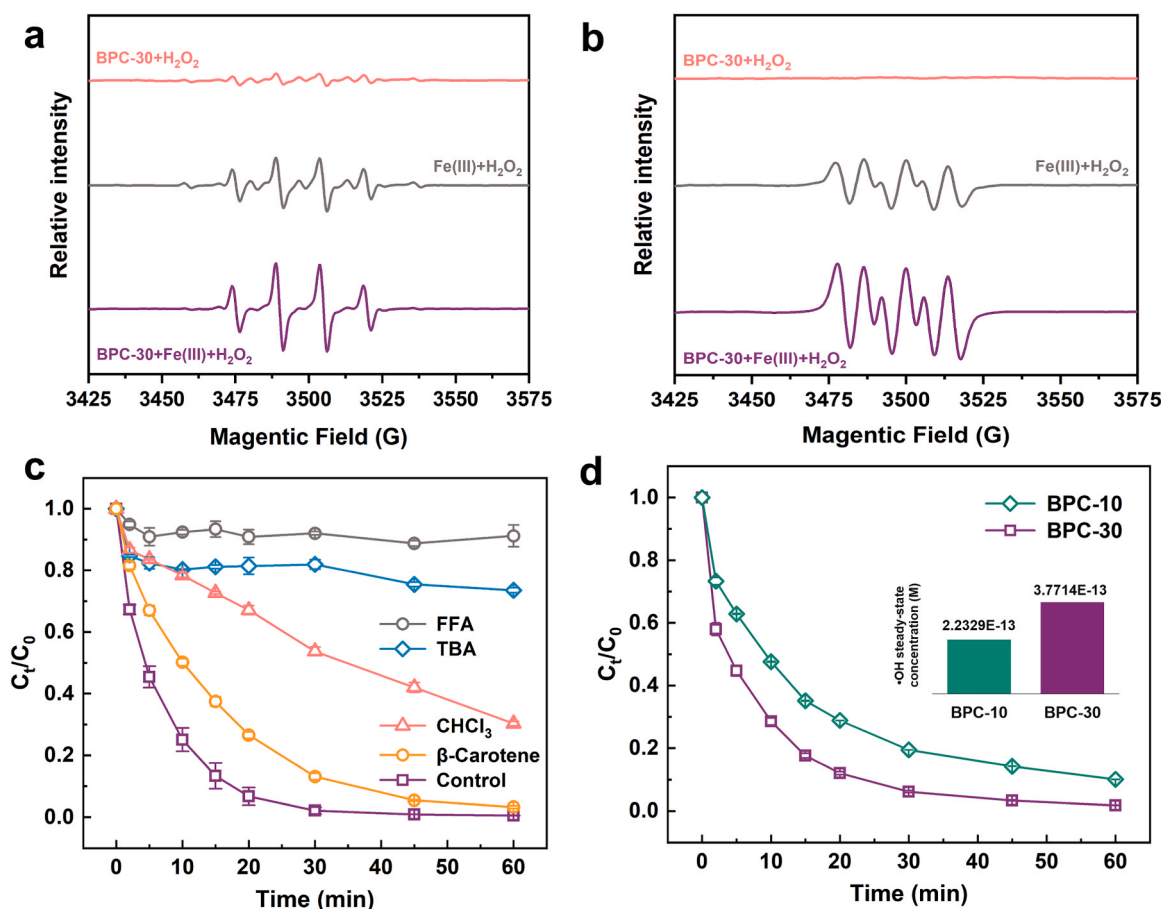 a
BPC-30+H₂O₂
Fe(III)+H₂O₂
BPC-30+Fe(III)+H₂O₂
Relative intensity
3425 3450 3475 3500 3525 3550 3575
Magentic Field (G)
b
BPC-30+H₂O₂
Fe(III)+H₂O₂
BPC-30+Fe(III)+H₂O₂
Relative intensity
3425 3450 3475 3500 3525 3550 3575
Magentic Field (G)
c
1.0
0.8
0.6
0.4
0.2
0.0
Cₜ/C₀
FFA
TBA
CHCl₃
β-Carotene
Control
0 10 20 30 40 50 60
Time (min)
d
1.0
0.8
0.6
0.4
0.2
0.0
Cₜ/C₀
BPC-10
BPC-30
•OH steady-state
concentration (M)
2.2329E-13
3.7714E-13
BPC-10 BPC-30
0 10 20 30 40 50 60
Time (min)